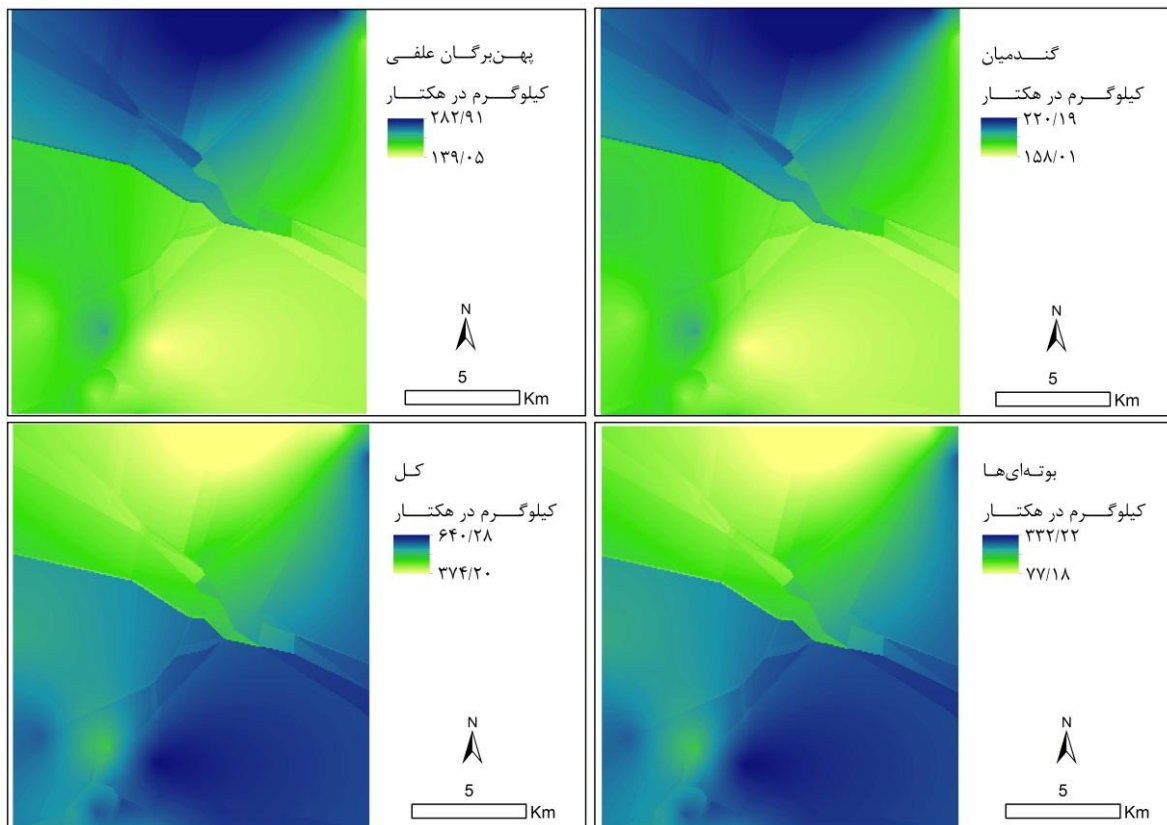 پهن‌برگان علفی
کیلوگرم در هکتار
۲۸۲/۹۱
۱۳۹/۰۵
N
5
Km
گندمیان
کیلوگرم در هکتار
۲۲۰/۱۹
۱۵۸/۰۱
N
5
Km
کل
کیلوگرم در هکتار
۶۴۰/۲۸
۳۷۴/۲۰
N
5
Km
بوته‌ای‌ها
کیلوگرم در هکتار
۳۳۲/۲۲
۷۷/۱۸
N
5
Km